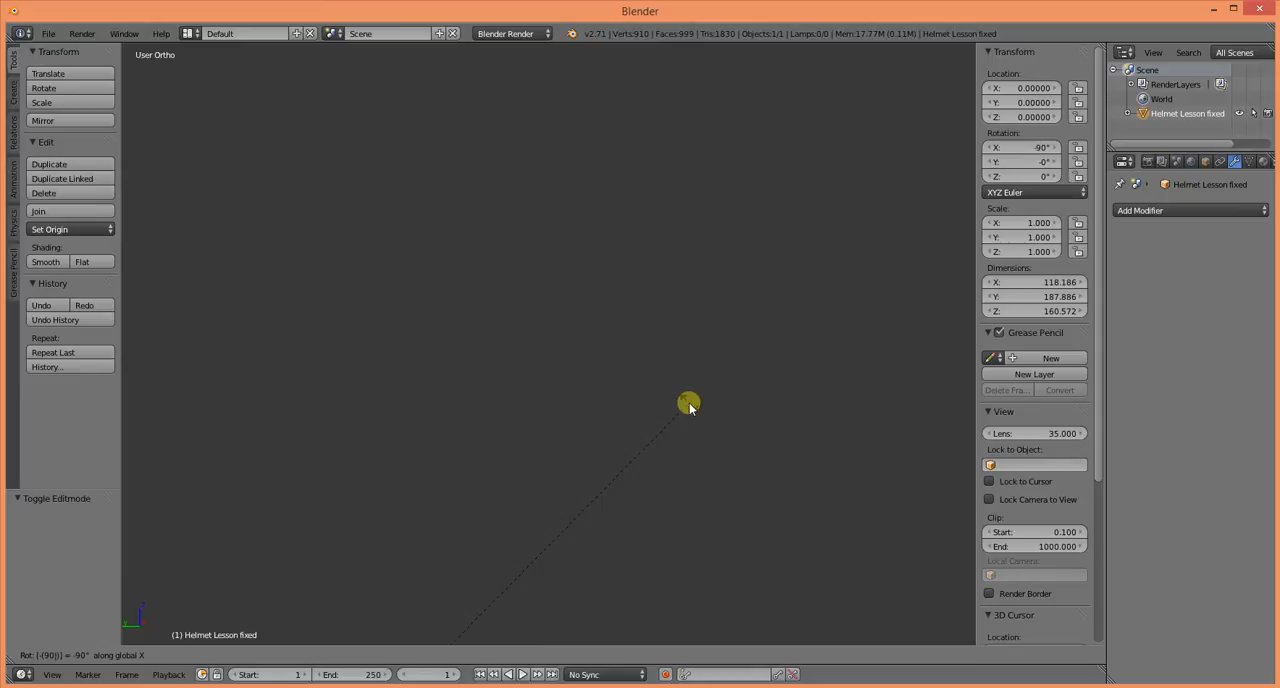 Blender
File Render Window Help Default Scene Blender Render v2.71 | Verts:910 | Faces:999 | Tris:1830 | Objects:1/1 | Lamps:0/0 | Mem:17.77M (0.11M) | Helmet Lesson fixed
Tools
Create
Relations
Animation
Physics
Grease Pencil
Transform
Translate
Rotate
Scale
Mirror
Edit
Duplicate
Duplicate Linked
Delete
Join
Set Origin
Shading:
Smooth Flat
History
Undo Redo
Undo History
Repeat:
Repeat Last
History...
Toggle Editmode
User Ortho
(1) Helmet Lesson fixed
Rot: (-(90|)) = -90° along global X
Transform
Location:
X: 0.00000
Y: 0.00000
Z: 0.00000
Rotation:
X: -90°
Y: -0°
Z: 0°
XYZ Euler
Scale:
X: 1.000
Y: 1.000
Z: 1.000
Dimensions:
X: 118.186
Y: 187.886
Z: 160.572
Grease Pencil
New
New Layer
Delete Fra... Convert
View
Lens: 35.000
Lock to Object:
Lock to Cursor
Lock Camera to View
Clip:
Start: 0.100
End: 1000.000
Local Camera:
Render Border
3D Cursor
Location:
View Search All Scenes
Scene
RenderLayers |
World
Helmet Lesson fixed
Helmet Lesson fixed
Add Modifier
View Marker Frame Playback Start: 1 End: 250 1 No Sync